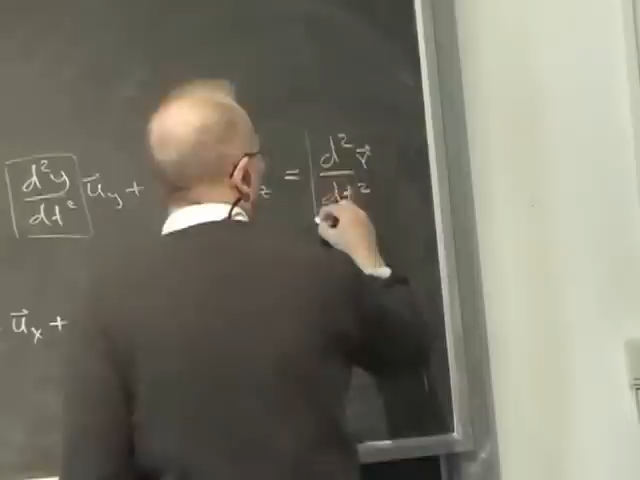 d²y/dt² u⃗_y + z = d²r⃗/dt²
u⃗_x +